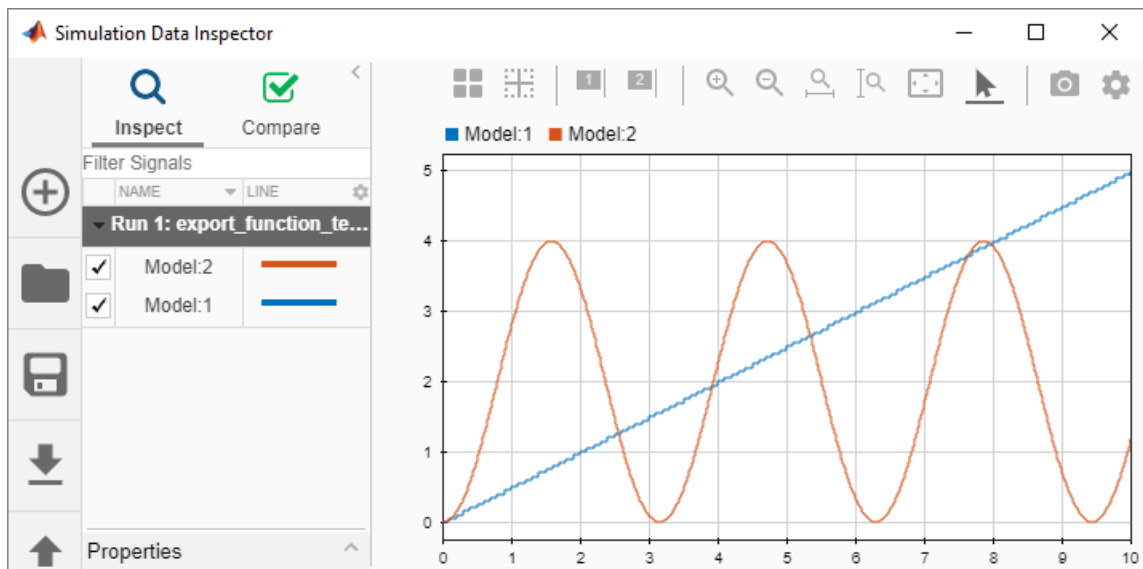 Simulation Data Inspector
Inspect Compare
Filter Signals
NAME LINE
Run 1: export_function_te...
Model:2
Model:1
Properties
1 2
Model:1 Model:2
5
4
3
2
1
0
0 1 2 3 4 5 6 7 8 9 10